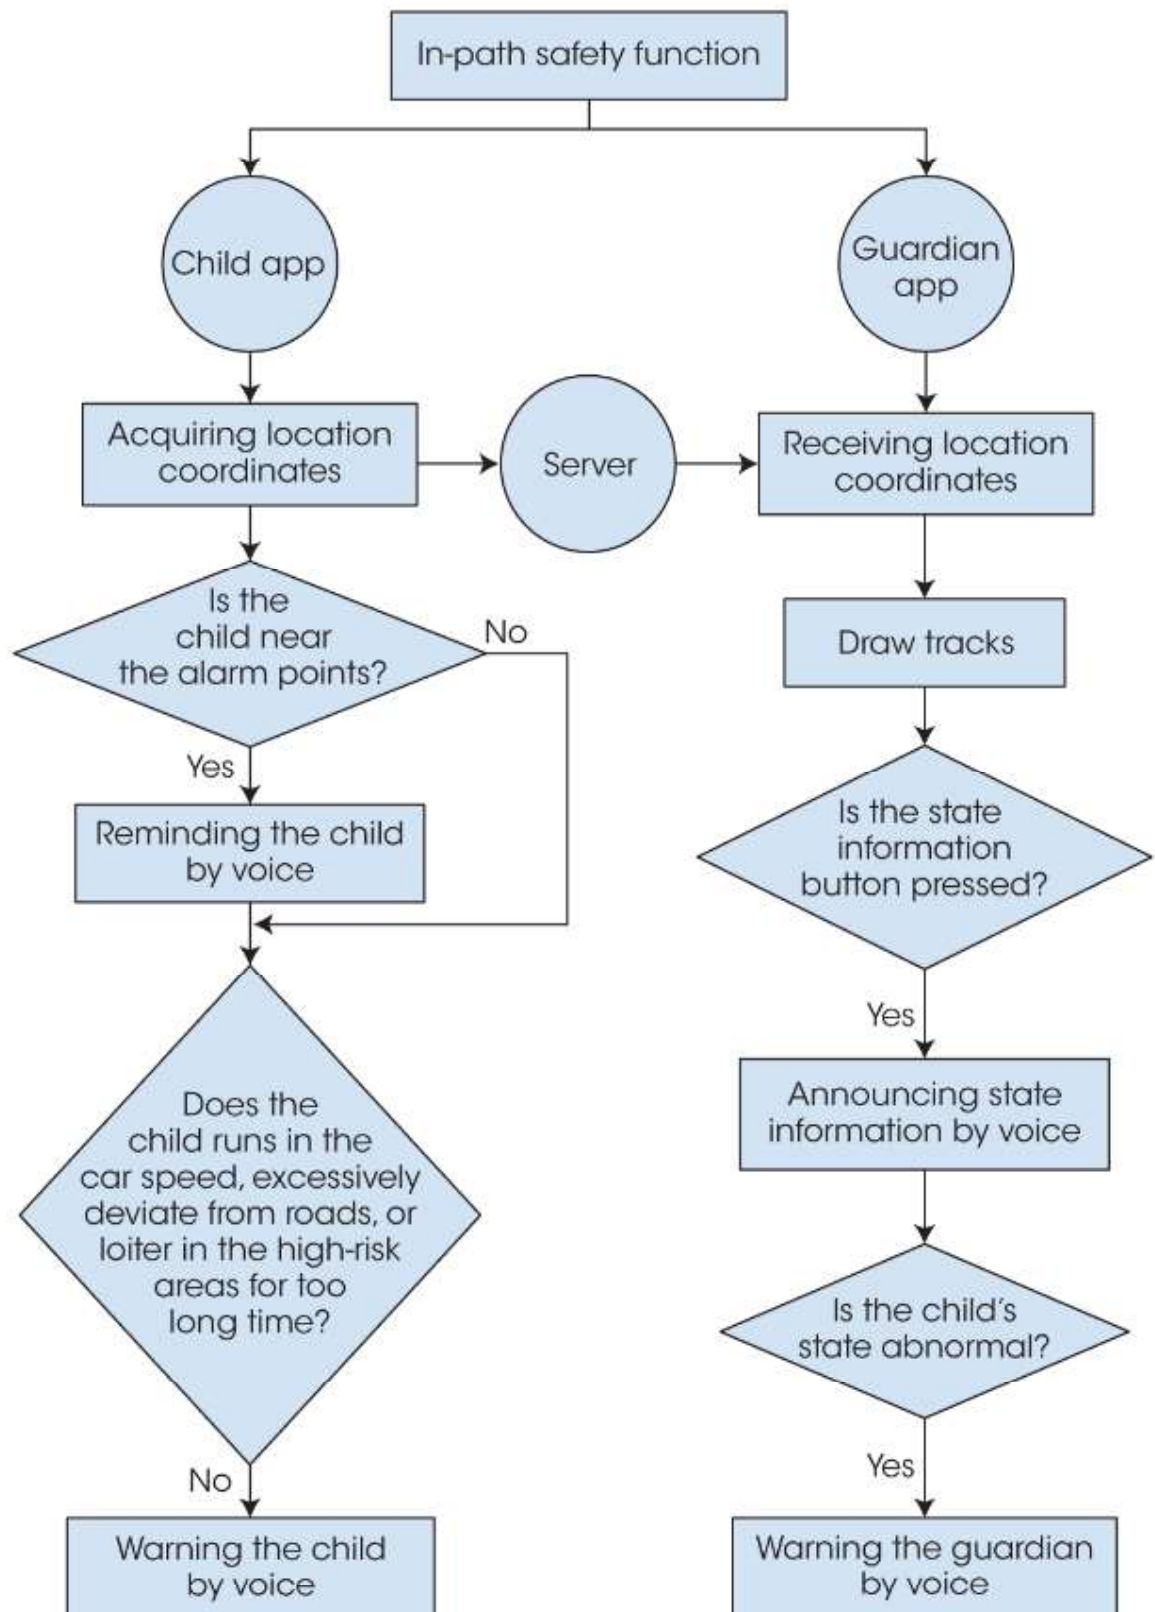 In-path safety function
Child app
Guardian
app
Acquiring location
coordinates
Server
Receiving location
coordinates
Is the
child near
the alarm points?
No
Draw tracks
Yes
Reminding the child
by voice
Is the state
information
button pressed?
Yes
Does the
child runs in the
car speed, excessively
deviate from roads, or
loiter in the high-risk
areas for too
long time?
Announcing state
information by voice
Is the child's
state abnormal?
No
Yes
Warning the child
by voice
Warning the guardian
by voice